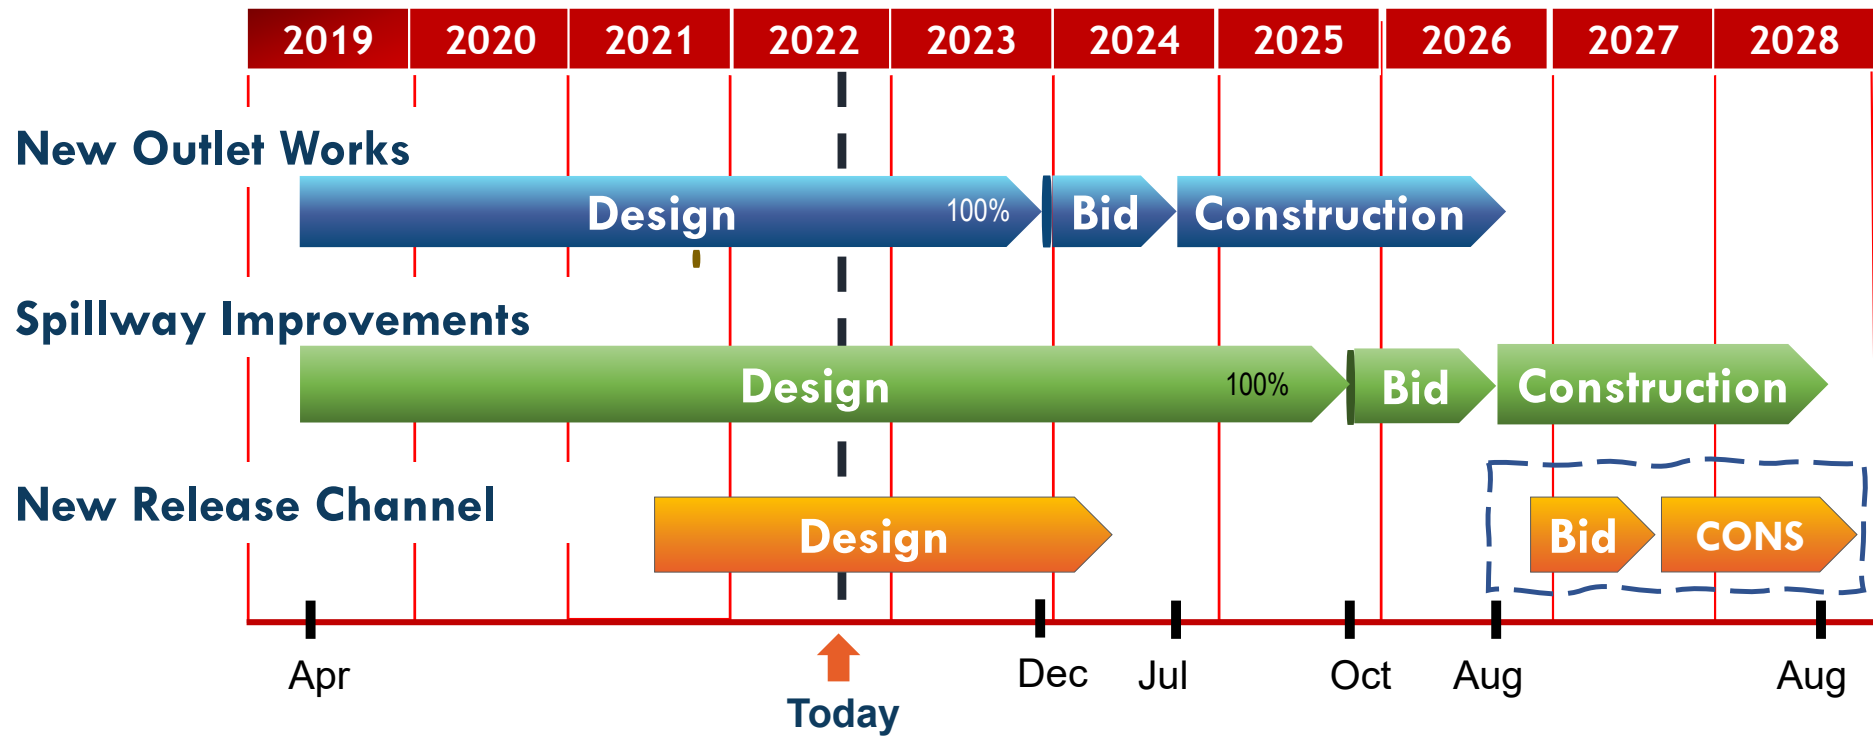 2019 2020 2021 2022 2023 2024 2025 2026 2027 2028
New Outlet Works
Design 100% Bid Construction
Spillway Improvements
Design 100% Bid Construction
New Release Channel
Design Bid CONS
Apr Dec Jul Oct Aug Aug
Today